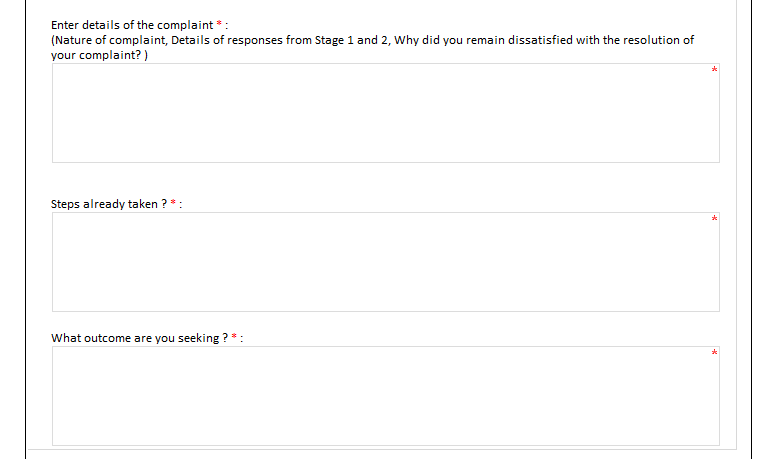 Enter details of the complaint * :
(Nature of complaint, Details of responses from Stage 1 and 2, Why did you remain dissatisfied with the resolution of
your complaint? )
*
Steps already taken ? * :
*
What outcome are you seeking ? * :
*